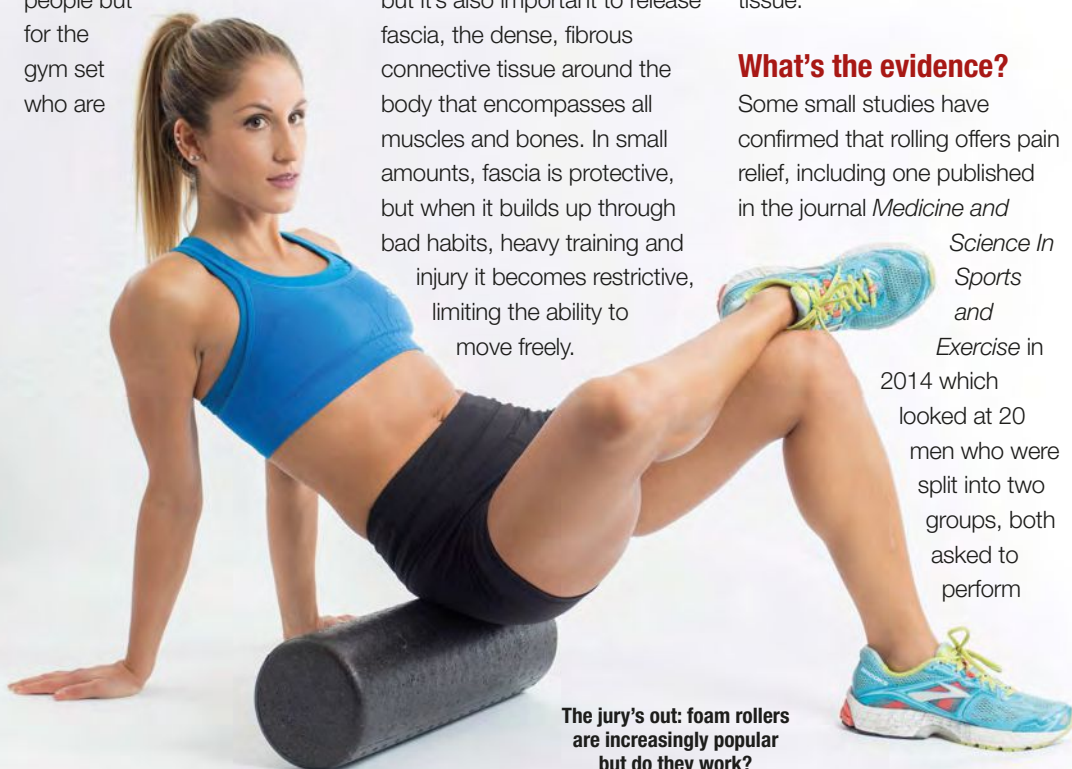 people but
for the
gym set
who are
but it's also important to release
fascia, the dense, fibrous
connective tissue around the
body that encompasses all
muscles and bones. In small
amounts, fascia is protective,
but when it builds up through
bad habits, heavy training and
injury it becomes restrictive,
limiting the ability to
move freely.
tissue.
What's the evidence?
Some small studies have
confirmed that rolling offers pain
relief, including one published
in the journal Medicine and
Science In
Sports
and
Exercise in
2014 which
looked at 20
men who were
split into two
groups, both
asked to
perform
The jury's out: foam rollers
are increasingly popular
but do they work?